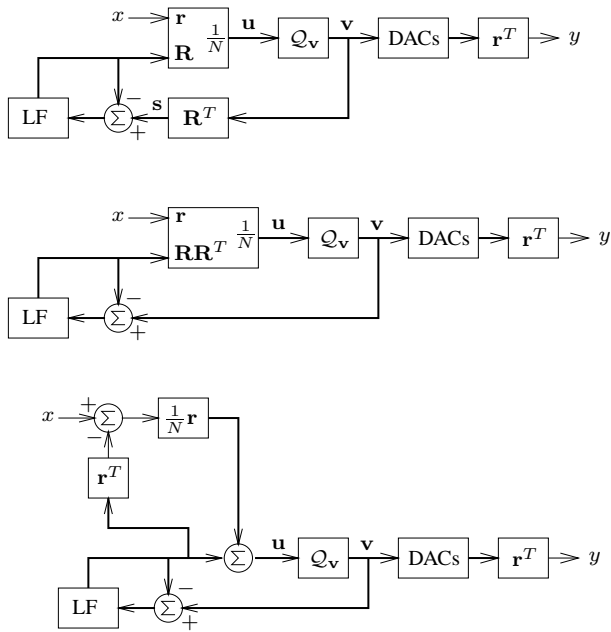 x r 1/N u 𝒬_v v DACs r^T y
R
−
LF Σ s R^T
+
x r 1/N u 𝒬_v v DACs r^T y
RR^T
−
LF Σ
+
+
x Σ 1/N r
−
r^T
Σ u 𝒬_v v DACs r^T y
−
LF Σ
+